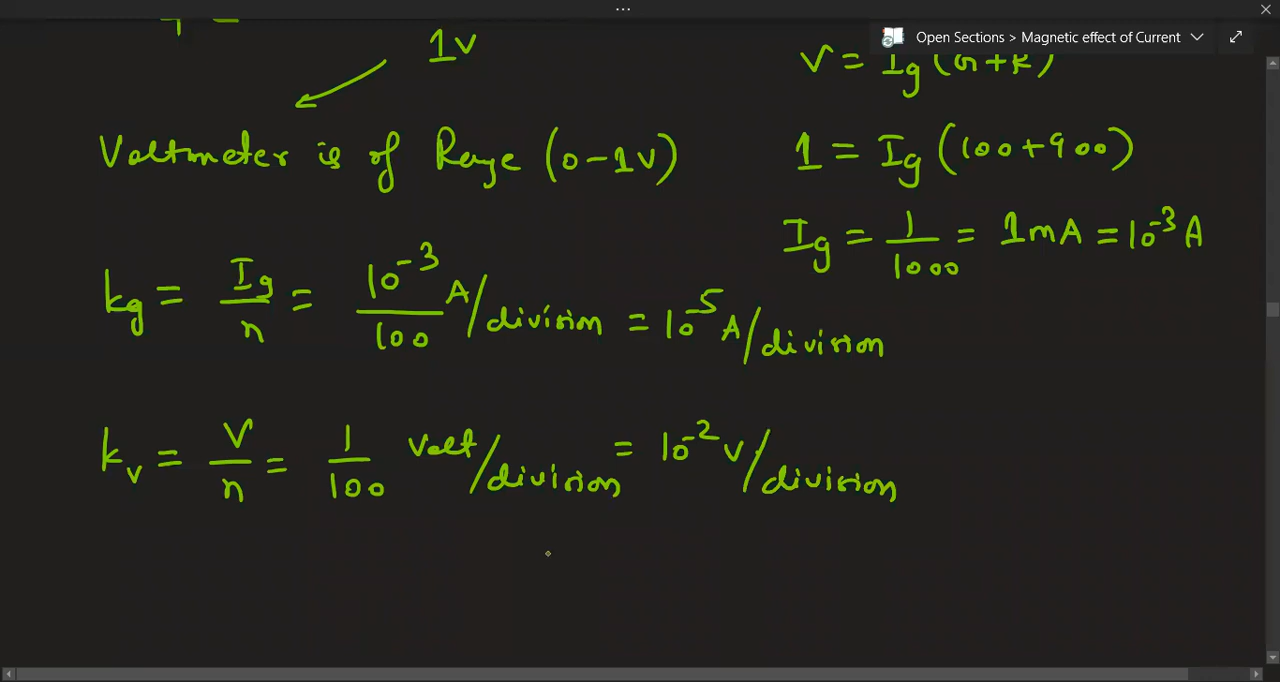 Open Sections > Magnetic effect of Current
1V
V = Ig (G+R)
Voltmeter is of Range (0-1V)
1 = Ig (100+900)
Ig = 1/1000 = 1mA = 10^-3 A
kg = Ig/n = 10^-3/100 A/division = 10^-5 A/division
kv = V/n = 1/100 Volt/division = 10^-2 V/division